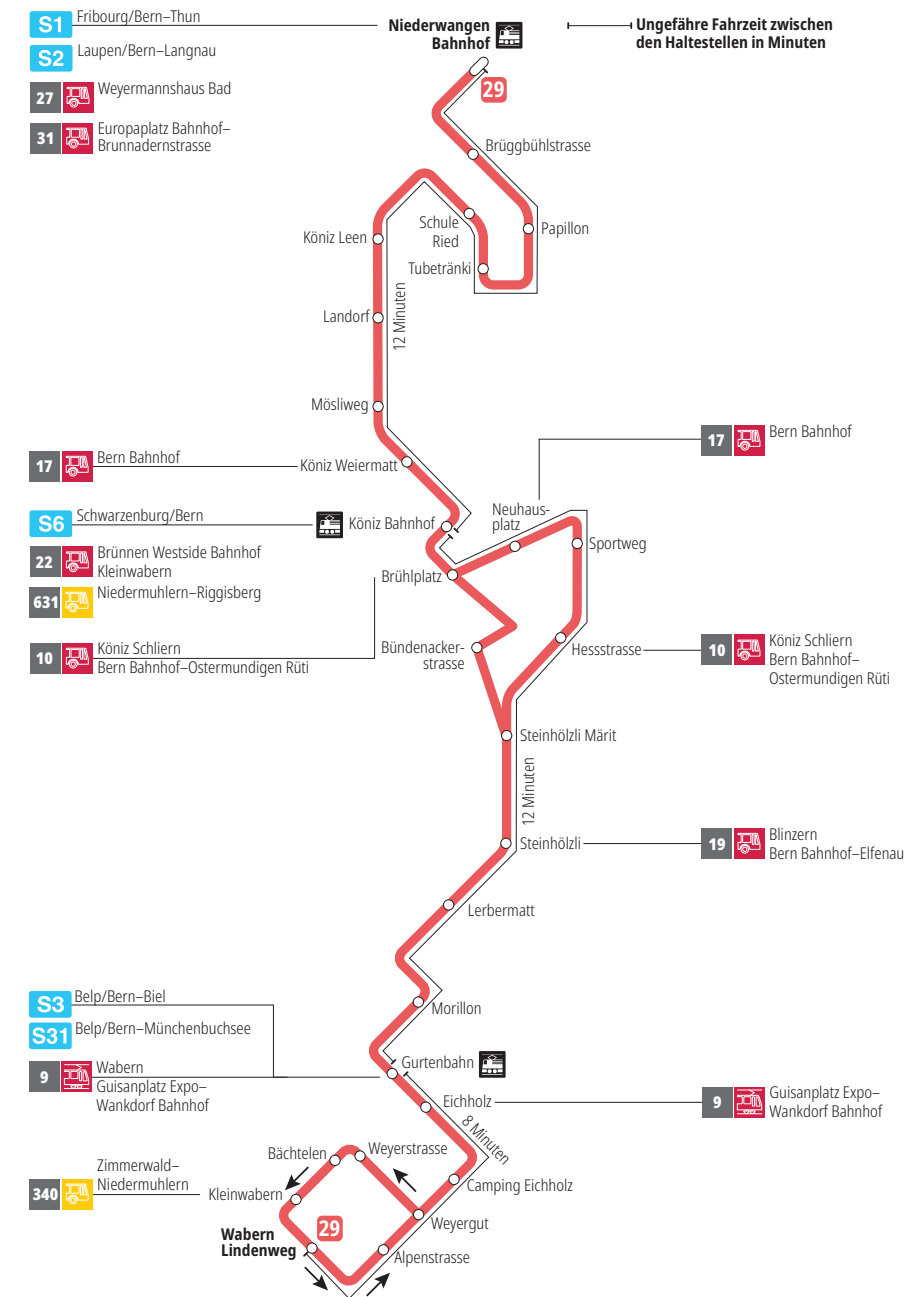 S1 Fribourg/Bern–Thun
S2 Laupen/Bern–Langnau
27 Weyermannshaus Bad
31 Europaplatz Bahnhof–
Brunnadernstrasse
Niederwangen
Bahnhof
Ungefähre Fahrzeit zwischen
den Haltestellen in Minuten
29
Brüggbühlstrasse
Papillon
Schule
Ried
Tubetränki
Köniz Leen
12 Minuten
Landorf
Mösliweg
17 Bern Bahnhof
Köniz Weiermatt
17 Bern Bahnhof
S6 Schwarzenburg/Bern
Köniz Bahnhof
Neuhaus-
platz
Sportweg
22 Brünnen Westside Bahnhof
Kleinwabern
Brühlplatz
631 Niedermuhlern–Riggisberg
10 Köniz Schliern
Bern Bahnhof–Ostermundigen Rüti
Bündenacker-
strasse
Hessstrasse
10 Köniz Schliern
Bern Bahnhof–
Ostermundigen Rüti
Steinhölzli Märit
12 Minuten
Steinhölzli
19 Blinzern
Bern Bahnhof–Elfenau
Lerbermatt
S3 Belp/Bern–Biel
S31 Belp/Bern–Münchenbuchsee
Morillon
9 Wabern
Guisanplatz Expo–
Wankdorf Bahnhof
Gurtenbahn
Eichholz
9 Guisanplatz Expo–
Wankdorf Bahnhof
8 Minuten
Bächtelen
Weyerstrasse
340 Zimmerwald–
Niedermuhlern
Kleinwabern
Camping Eichholz
Weyergut
29
Wabern
Lindenweg
Alpenstrasse